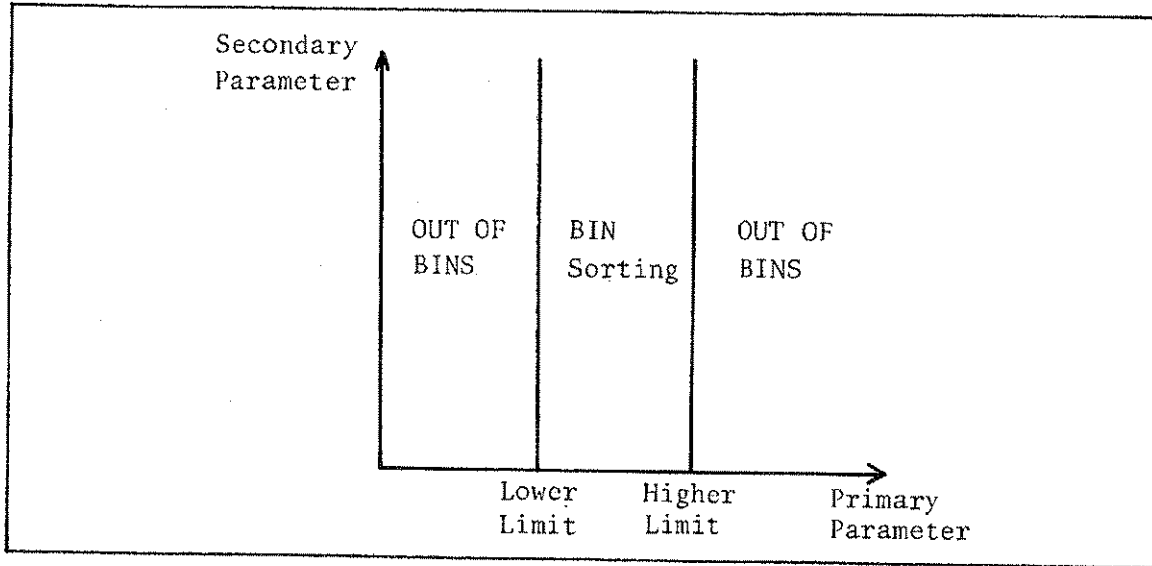 Secondary
Parameter
OUT OF
BINS
BIN
Sorting
OUT OF
BINS
Lower
Limit
Higher
Limit
Primary
Parameter